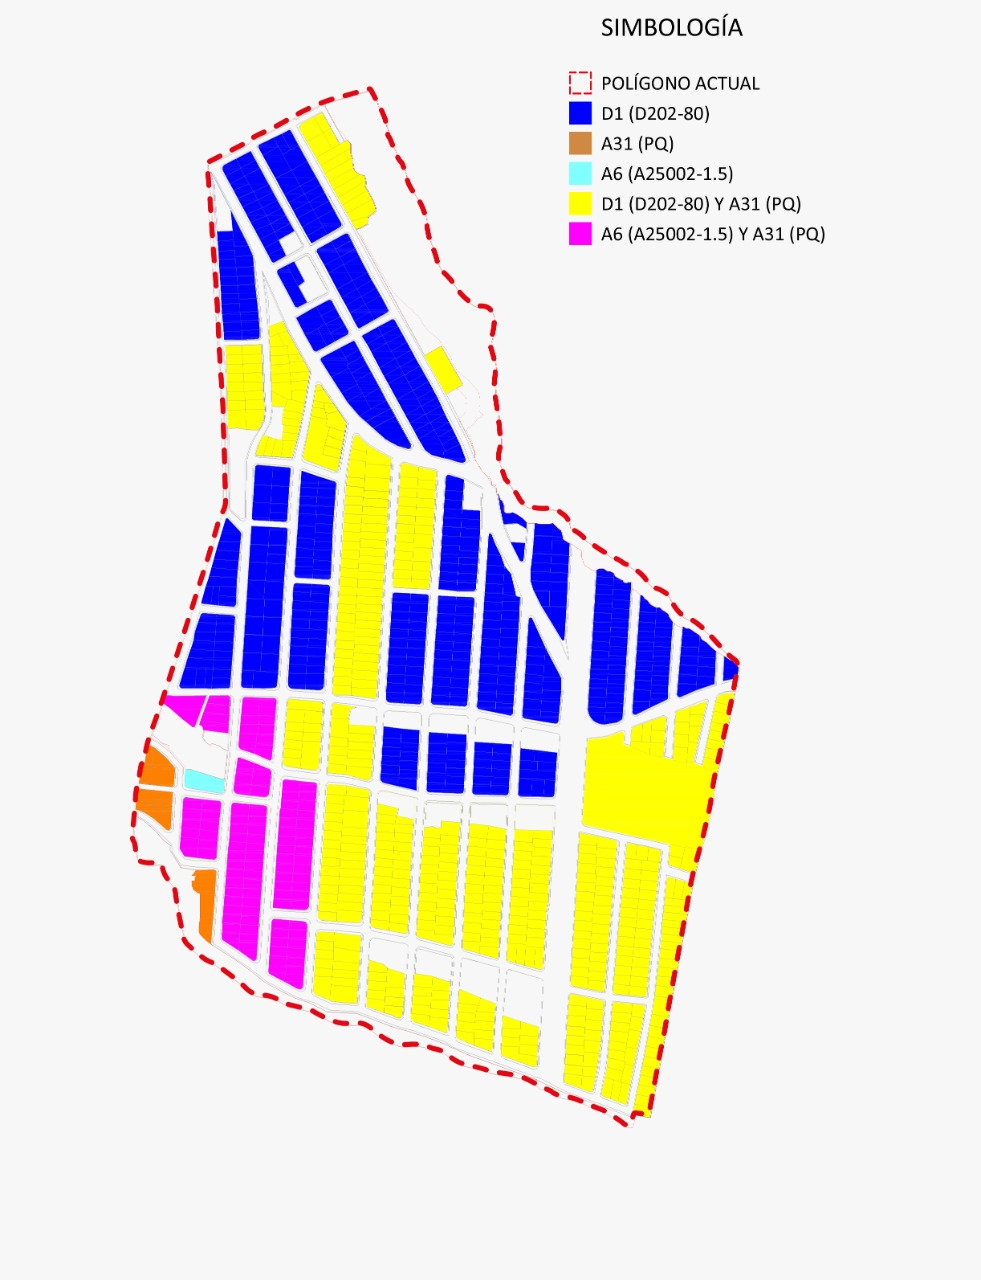 SIMBOLOGÍA
POLÍGONO ACTUAL
D1 (D202-80)
A31 (PQ)
A6 (A25002-1.5)
D1 (D202-80) Y A31 (PQ)
A6 (A25002-1.5) Y A31 (PQ)